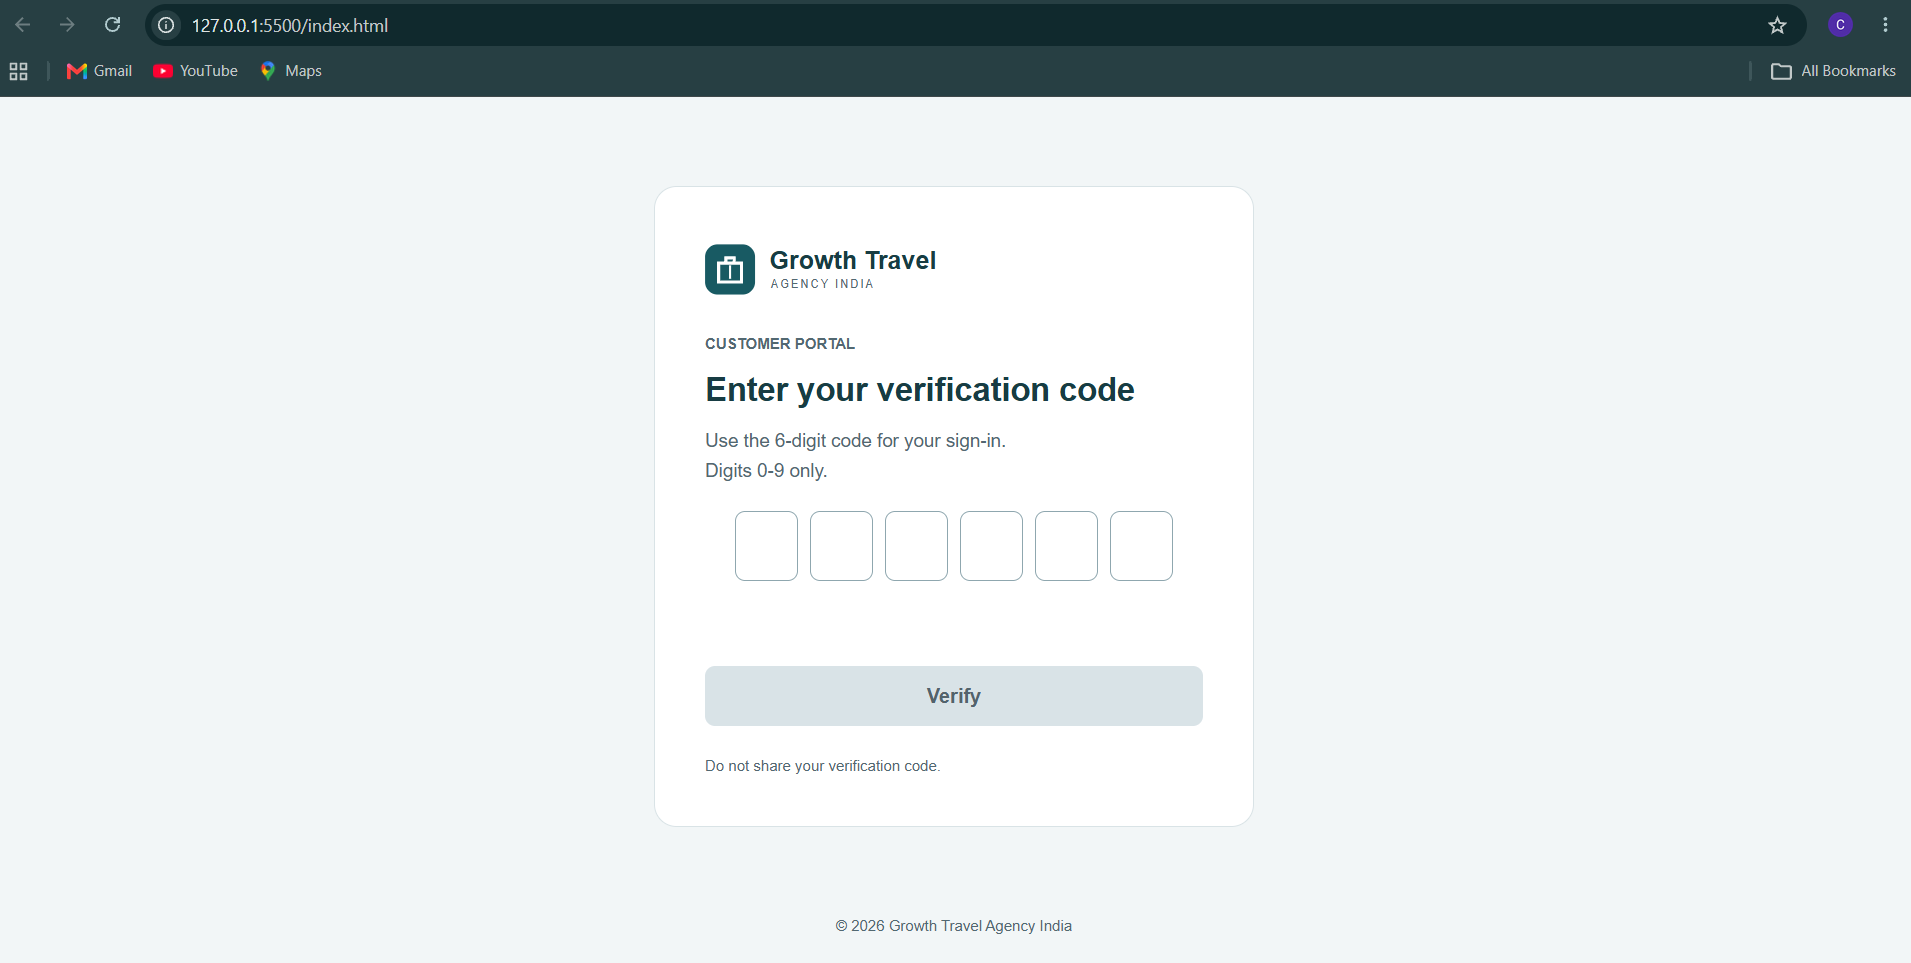 127.0.0.1:5500/index.html
C
Gmail
YouTube
Maps
All Bookmarks
Growth Travel
AGENCY INDIA
CUSTOMER PORTAL
Enter your verification code
Use the 6-digit code for your sign-in.
Digits 0-9 only.
Verify
Do not share your verification code.
© 2026 Growth Travel Agency India